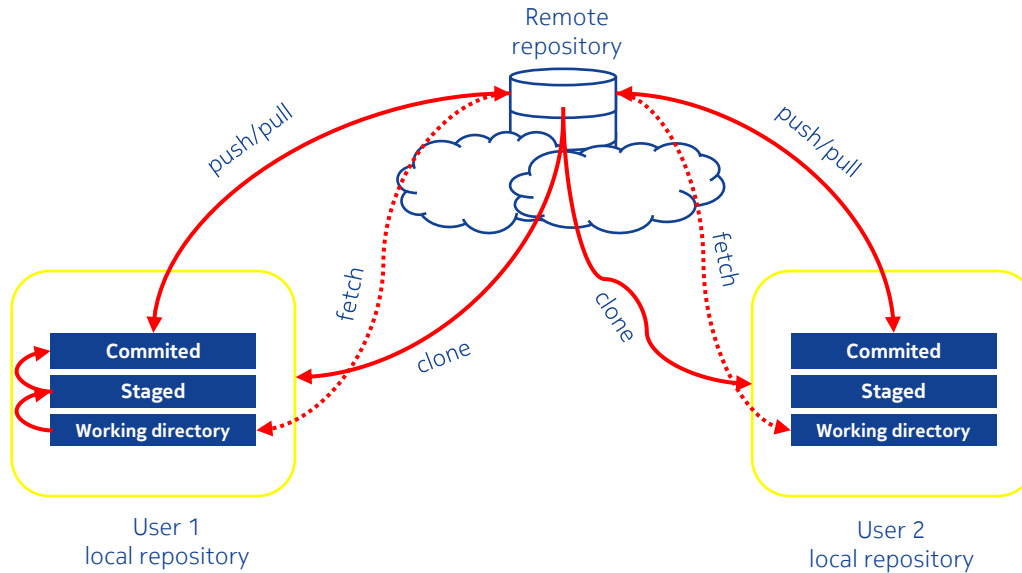 Remote
repository
push/pull
push/pull
fetch
fetch
clone
clone
Commited
Staged
Working directory
Commited
Staged
Working directory
User 1
local repository
User 2
local repository